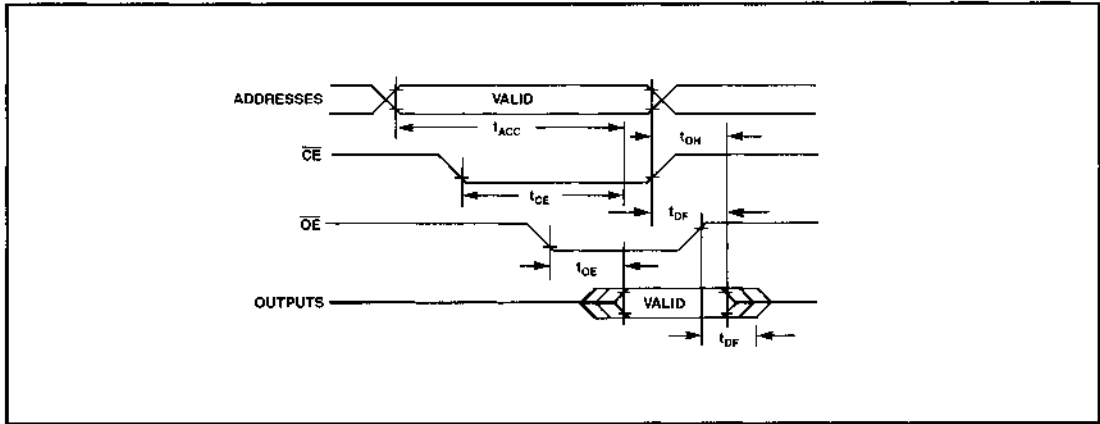 ADDRESSES
VALID
tACC
tOH
CE
tCE
tDF
OE
tOE
OUTPUTS
VALID
tDF